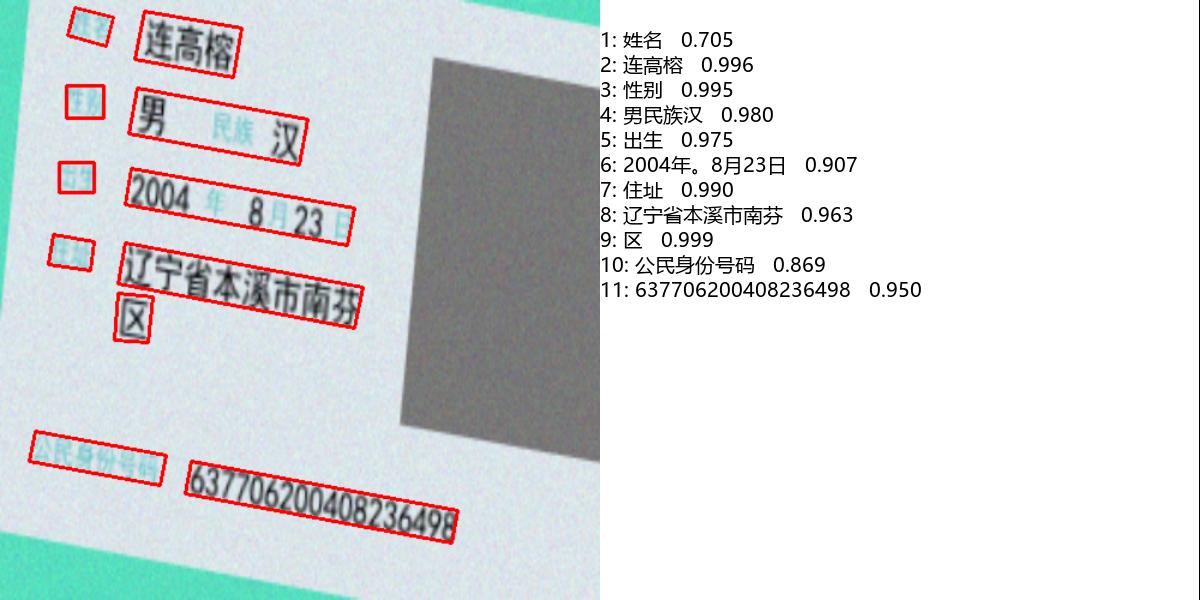 姓名 连高榕
性别 男 民族 汉
出生 2004 年 8 月 23 日
住址 辽宁省本溪市南芬
区
公民身份号码 637706200408236498
1: 姓名 0.705
2: 连高榕 0.996
3: 性别 0.995
4: 男民族汉 0.980
5: 出生 0.975
6: 2004年。8月23日 0.907
7: 住址 0.990
8: 辽宁省本溪市南芬 0.963
9: 区 0.999
10: 公民身份号码 0.869
11: 637706200408236498 0.950